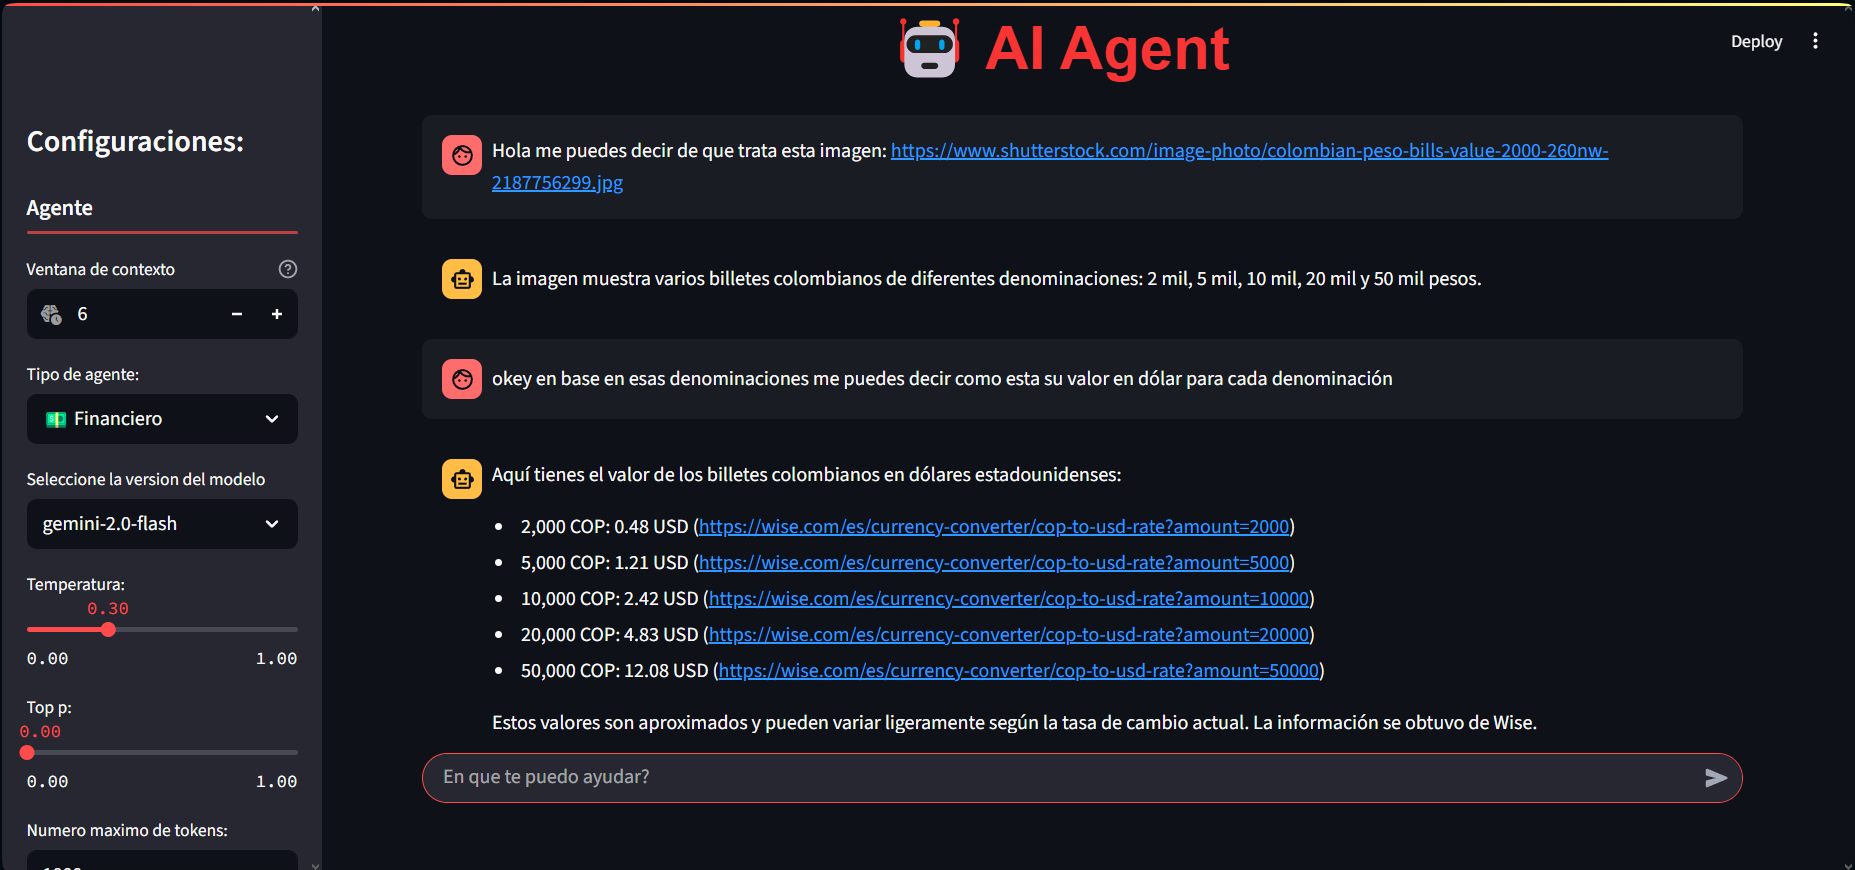 AI Agent
Deploy
Configuraciones:
Agente
Ventana de contexto
6
Tipo de agente:
Financiero
Seleccione la version del modelo
gemini-2.0-flash
Temperatura:
0.30
0.00 1.00
Top p:
0.00
0.00 1.00
Numero maximo de tokens:
Hola me puedes decir de que trata esta imagen: https://www.shutterstock.com/image-photo/colombian-peso-bills-value-2000-260nw-
2187756299.jpg
La imagen muestra varios billetes colombianos de diferentes denominaciones: 2 mil, 5 mil, 10 mil, 20 mil y 50 mil pesos.
okey en base en esas denominaciones me puedes decir como esta su valor en dólar para cada denominación
Aquí tienes el valor de los billetes colombianos en dólares estadounidenses:
• 2,000 COP: 0.48 USD (https://wise.com/es/currency-converter/cop-to-usd-rate?amount=2000)
• 5,000 COP: 1.21 USD (https://wise.com/es/currency-converter/cop-to-usd-rate?amount=5000)
• 10,000 COP: 2.42 USD (https://wise.com/es/currency-converter/cop-to-usd-rate?amount=10000)
• 20,000 COP: 4.83 USD (https://wise.com/es/currency-converter/cop-to-usd-rate?amount=20000)
• 50,000 COP: 12.08 USD (https://wise.com/es/currency-converter/cop-to-usd-rate?amount=50000)
Estos valores son aproximados y pueden variar ligeramente según la tasa de cambio actual. La información se obtuvo de Wise.
En que te puedo ayudar?